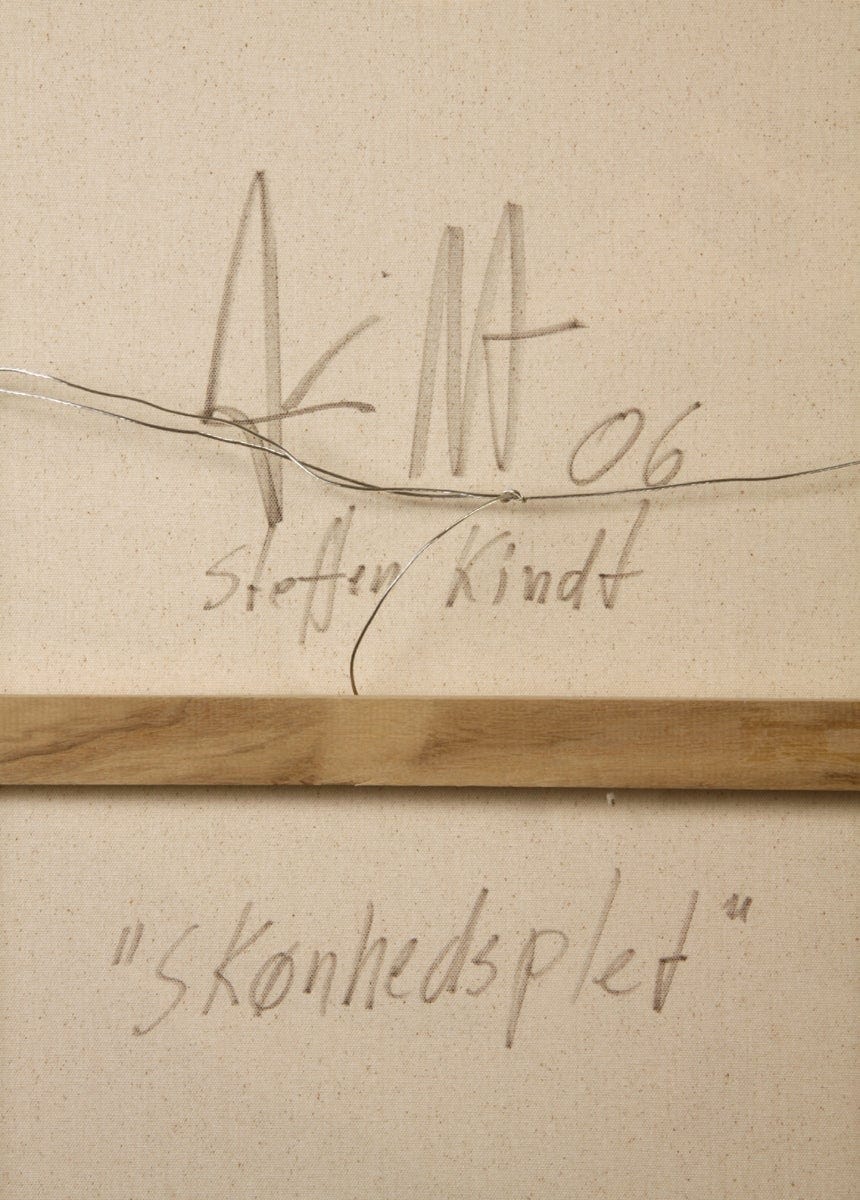 06
Steffen Kindt
"Skønhedsplet"